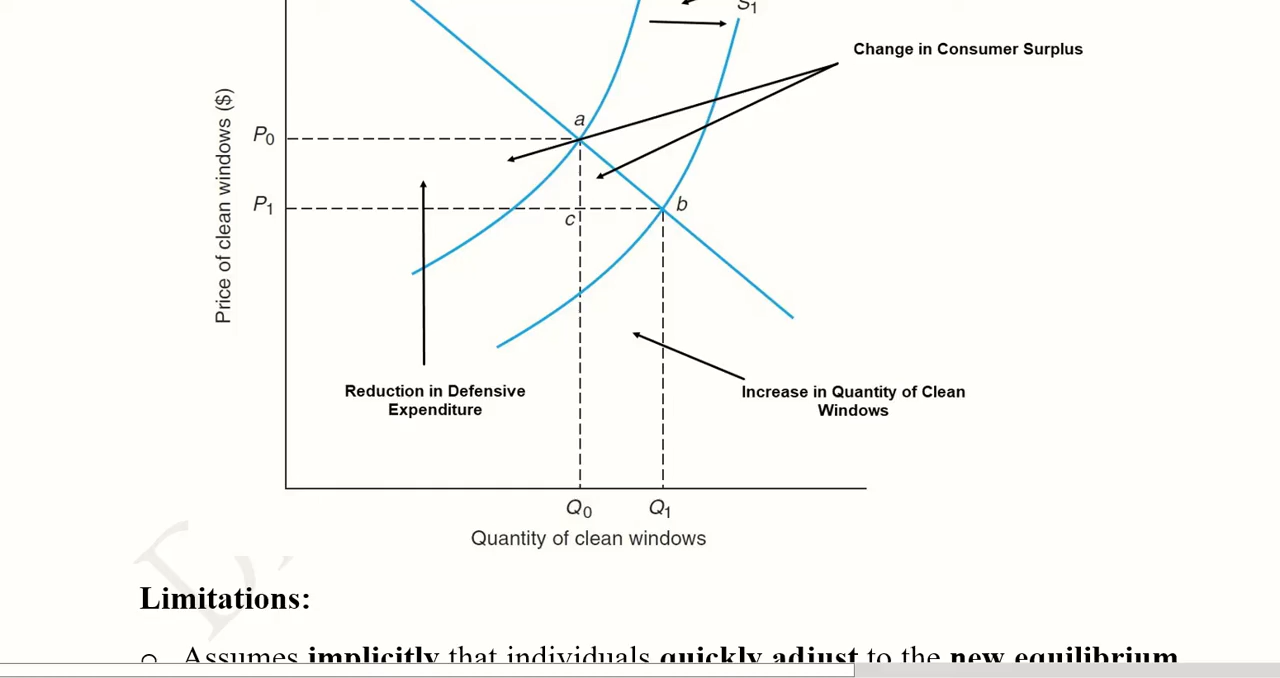 S1
Change in Consumer Surplus
a
P0
Price of clean windows ($)
P1
b
c
Reduction in Defensive
Expenditure
Increase in Quantity of Clean
Windows
Q0
Q1
Quantity of clean windows
Limitations:
o Assumes implicitly that individuals quickly adjust to the new equilibrium